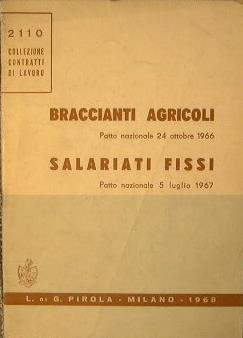 2110
COLLEZIONE
CONTRATTI
DI LAVORO
BRACCIANTI AGRICOLI
Patto nazionale 24 ottobre 1966
SALARIATI FISSI
Patto nazionale 5 luglio 1967
L. DI G. PIROLA - MILANO - 1968